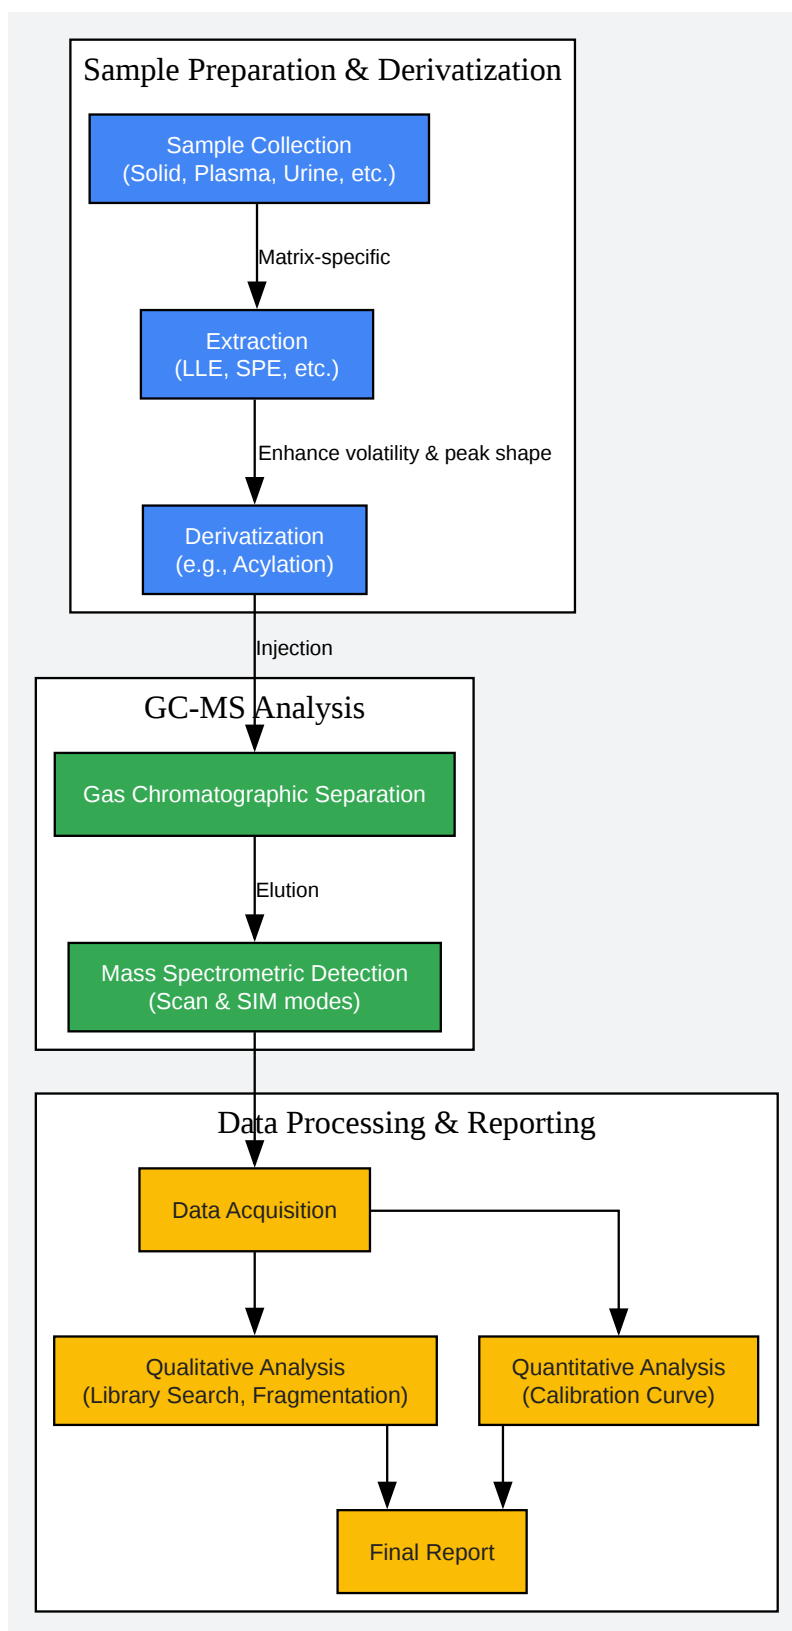 Sample Preparation & Derivatization
Sample Collection
(Solid, Plasma, Urine, etc.)
Matrix-specific
Extraction
(LLE, SPE, etc.)
Enhance volatility & peak shape
Derivatization
(e.g., Acylation)
Injection
GC-MS Analysis
Gas Chromatographic Separation
Elution
Mass Spectrometric Detection
(Scan & SIM modes)
Data Processing & Reporting
Data Acquisition
Qualitative Analysis
(Library Search, Fragmentation)
Quantitative Analysis
(Calibration Curve)
Final Report